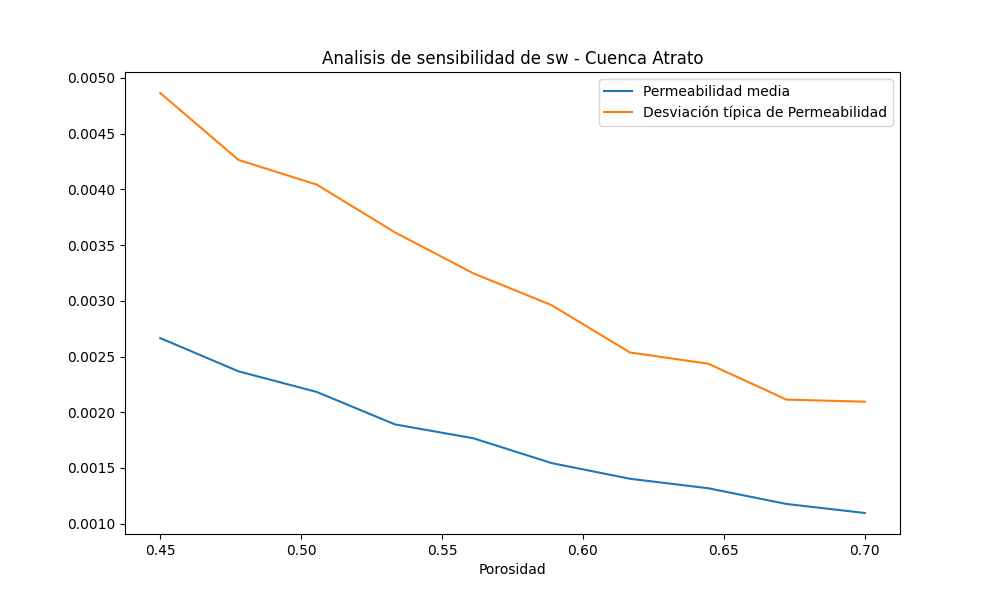 Analisis de sensibilidad de sw - Cuenca Atrato
Permeabilidad media
Desviación típica de Permeabilidad
0.0050
0.0045
0.0040
0.0035
0.0030
0.0025
0.0020
0.0015
0.0010
0.45 0.50 0.55 0.60 0.65 0.70
Porosidad